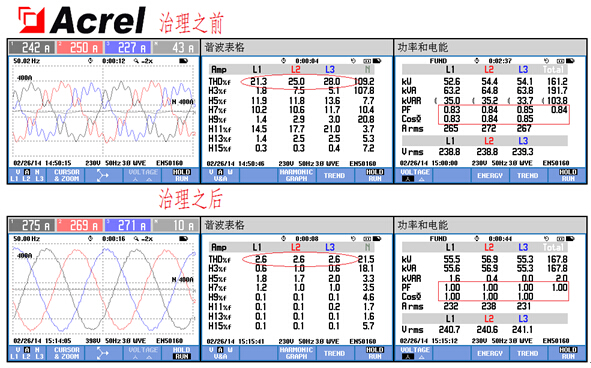 Acrel 治理之前
1 242 A 2 250 A 3 227 A N 43 A
50.02 Hz 0:00:12 -2x
400A
N 400A
02/26/14 14:50:15 230V 50Hz 3Ø WYE EN50160
V A N L1 L2 L3 N CURSOR & ZOOM VOLTAGE HOLD RUN
谐波表格
0:00:04
Amp L1 L2 L3 N
THD%f 21.3 25.0 28.0 109.2
H3%f 1.8 7.5 5.1 107.8
H5%f 11.9 11.8 13.6 7.7
H7%f 10.2 10.6 11.7 10.4
H9%f 1.4 2.9 3.0 20.8
H11%f 14.5 17.7 21.0 3.7
H13%f 1.4 2.5 2.5 5.3
H15%f 0.3 0.3 0.4 7.2
02/26/14 14:50:46 230V 50Hz 3Ø WYE EN50160
V A W V&A HARMONIC GRAPH TREND HOLD RUN
功率和电能
FUND 0:02:37
L1 L2 L3 Total
kW 52.6 54.4 54.1 161.2
kVA 63.2 64.8 63.8 191.7
kVAR 35.0 35.2 33.7 103.8
PF 0.83 0.84 0.85 0.84
CosΦ 0.83 0.84 0.85
A rms 265 272 267
L1 L2 L3
V rms 238.8 238.8 239.3
02/26/14 15:00:00 230V 50Hz 3Ø WYE EN50160
VOLTAGE ENERGY TREND HOLD RUN
治理之后
1 275 A 2 269 A 3 271 A N 10 A
50.00 Hz 0:00:16 -2x
400A
N 400A
02/26/14 15:14:05 398V 50Hz 3Ø WYE EN50160
V A N L1 L2 L3 N CURSOR & ZOOM VOLTAGE HOLD RUN
谐波表格
0:00:08
Amp L1 L2 L3 N
THD%f 2.6 2.6 2.6 21.5
H3%f 0.6 1.0 0.6 18.1
H5%f 1.8 1.7 2.0 3.3
H7%f 1.2 1.0 1.0 3.5
H9%f 0.1 0.1 0.1 4.6
H11%f 0.1 0.1 0.2 1.7
H13%f 0.1 0.1 0.1 1.6
H15%f 0.1 0.1 0.1 5.7
02/26/14 15:15:41 230V 50Hz 3Ø WYE EN50160
V A W V&A HARMONIC GRAPH TREND HOLD RUN
功率和电能
FUND 0:00:44
L1 L2 L3 Total
kW 55.5 56.9 55.3 167.8
kVA 55.6 56.9 55.3 167.8
kVAR 1.6 0.4 0.0 2.0
PF 1.00 1.00 1.00 1.00
CosΦ 1.00 1.00 1.00
A rms 232 238 231
L1 L2 L3
V rms 240.7 240.6 241.1
02/26/14 15:15:12 230V 50Hz 3Ø WYE EN50160
VOLTAGE ENERGY TREND HOLD RUN